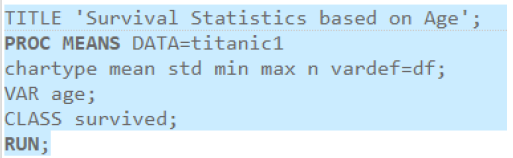 TITLE 'Survival Statistics based on Age';
PROC MEANS DATA=titanic1
chartype mean std min max n vardef=df;
VAR age;
CLASS survived;
RUN;